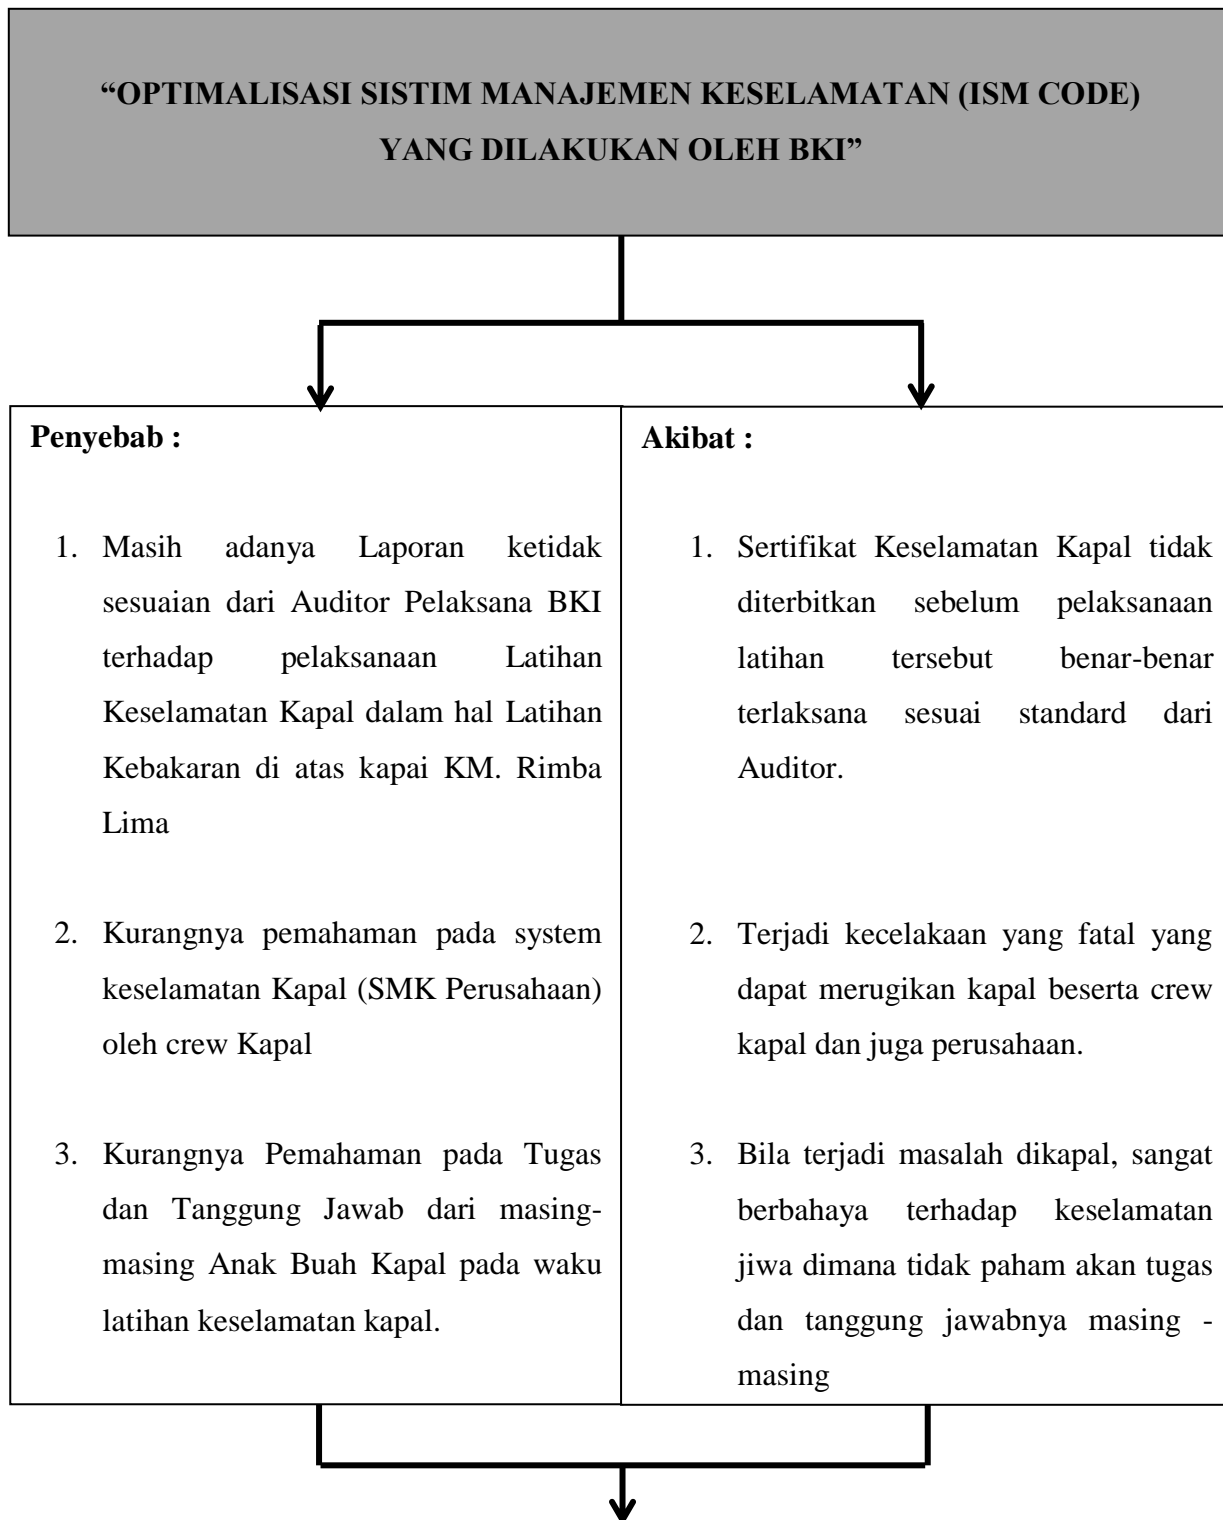 “OPTIMALISASI SISTIM MANAJEMEN KESELAMATAN (ISM CODE)
YANG DILAKUKAN OLEH BKI”
Penyebab :
1. Masih adanya Laporan ketidak
sesuaian dari Auditor Pelaksana BKI
terhadap pelaksanaan Latihan
Keselamatan Kapal dalam hal Latihan
Kebakaran di atas kapai KM. Rimba
Lima
2. Kurangnya pemahaman pada system
keselamatan Kapal (SMK Perusahaan)
oleh crew Kapal
3. Kurangnya Pemahaman pada Tugas
dan Tanggung Jawab dari masing-
masing Anak Buah Kapal pada waku
latihan keselamatan kapal.
Akibat :
1. Sertifikat Keselamatan Kapal tidak
diterbitkan sebelum pelaksanaan
latihan tersebut benar-benar
terlaksana sesuai standard dari
Auditor.
2. Terjadi kecelakaan yang fatal yang
dapat merugikan kapal beserta crew
kapal dan juga perusahaan.
3. Bila terjadi masalah dikapal, sangat
berbahaya terhadap keselamatan
jiwa dimana tidak paham akan tugas
dan tanggung jawabnya masing -
masing